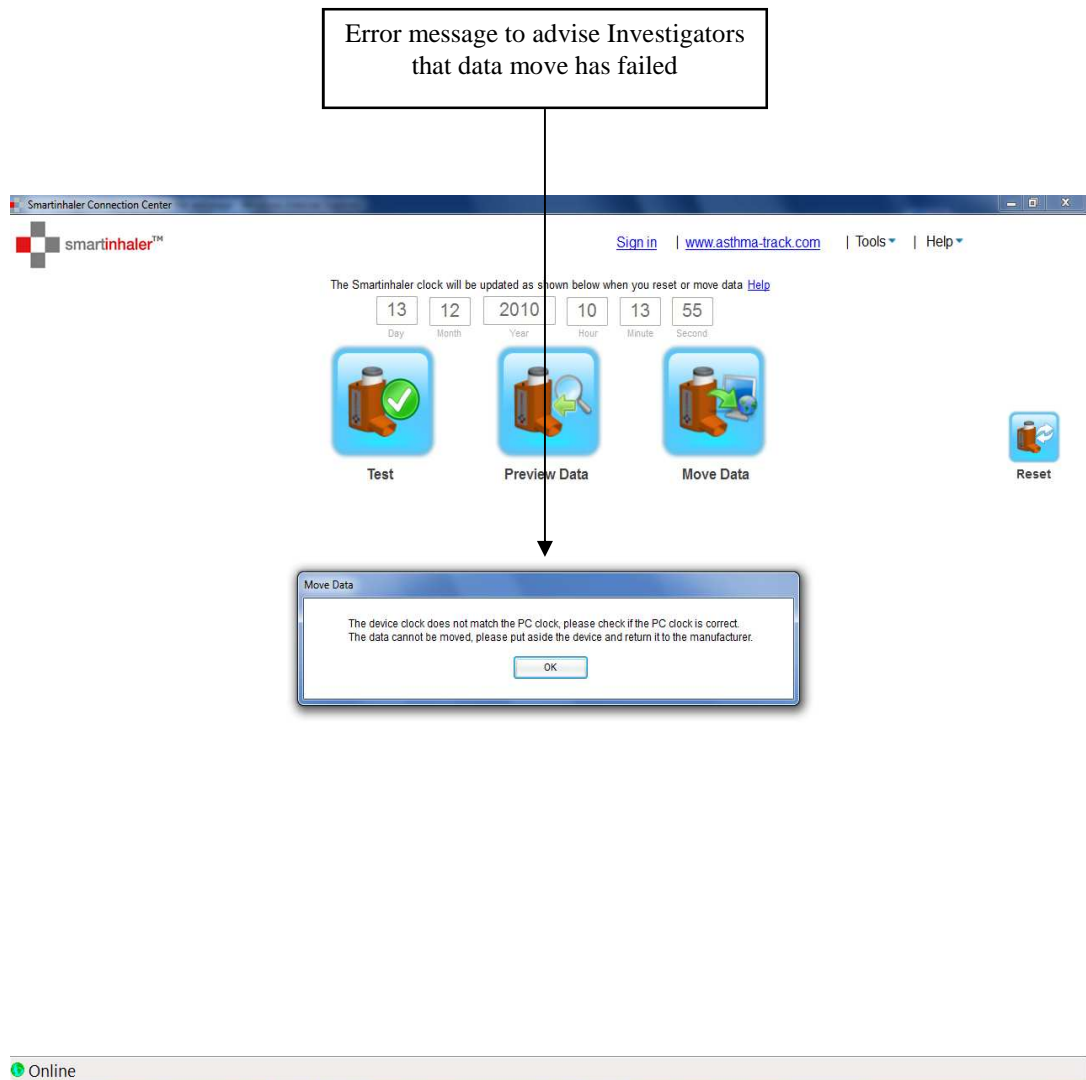 Error message to advise Investigators
that data move has failed
Smartinhaler Connection Center
smartinhaler™
Sign in | www.asthma-track.com | Tools | Help
The Smartinhaler clock will be updated as shown below when you reset or move data Help
13 12 2010 10 13 55
Day Month Year Hour Minute Second
Test Preview Data Move Data Reset
Move Data
The device clock does not match the PC clock, please check if the PC clock is correct.
The data cannot be moved, please put aside the device and return it to the manufacturer.
OK
Online